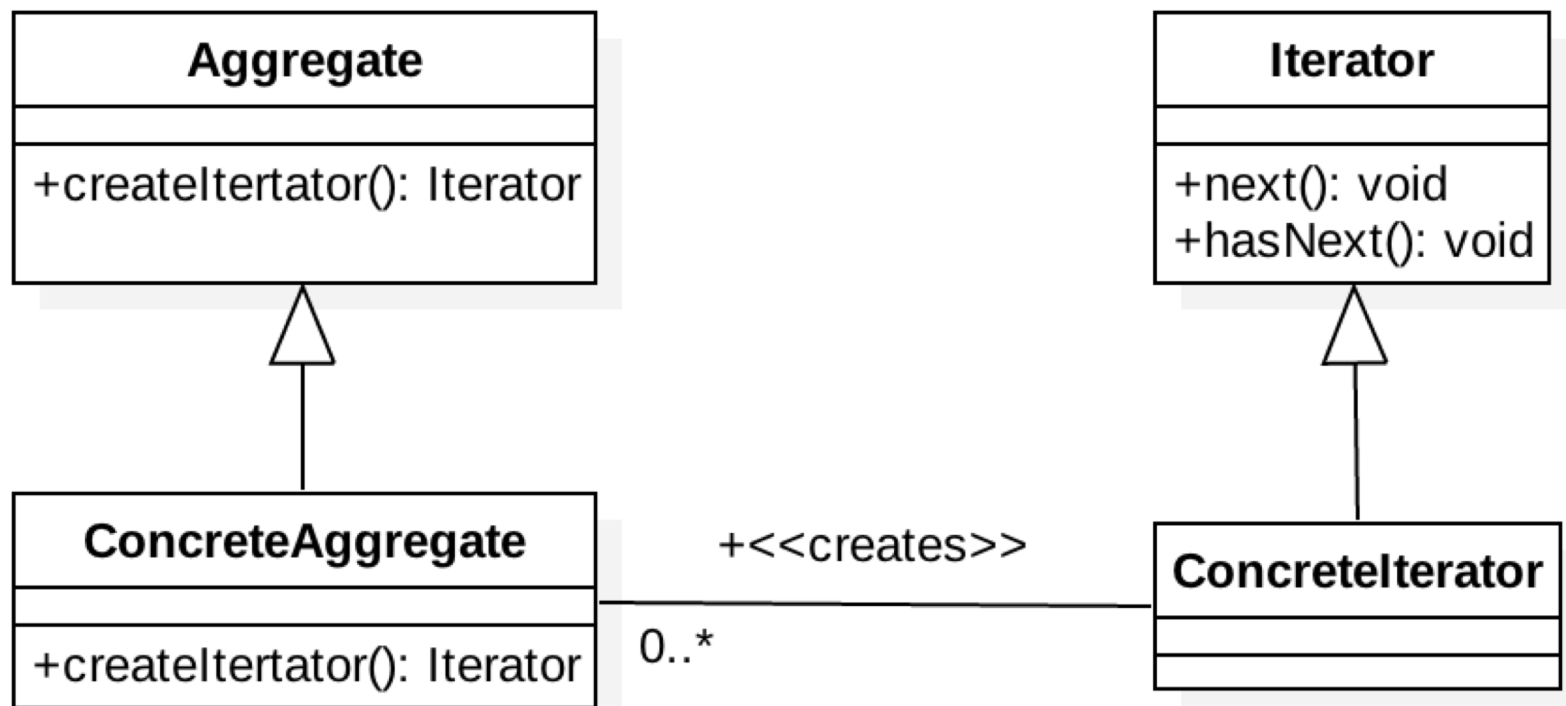 Aggregate
+createItertator(): Iterator
Iterator
+next(): void
+hasNext(): void
ConcreteAggregate
+createItertator(): Iterator
+<<creates>>
0..*
ConcreteIterator